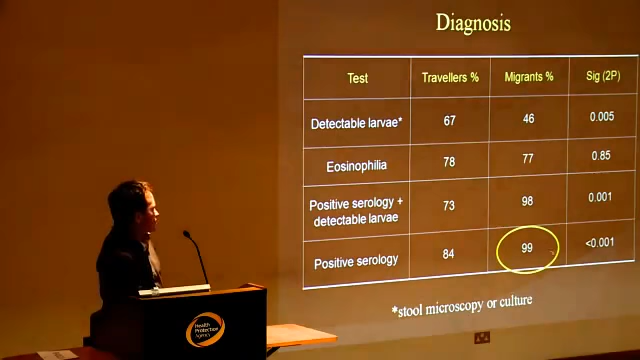 Diagnosis
Test Travellers % Migrants % Sig (2P)
Detectable larvae* 67 46 0.005
Eosinophilia 78 77 0.85
Positive serology +
detectable larvae 73 98 0.001
Positive serology 84 99 <0.001
*stool microscopy or culture
Health
Protection
Agency